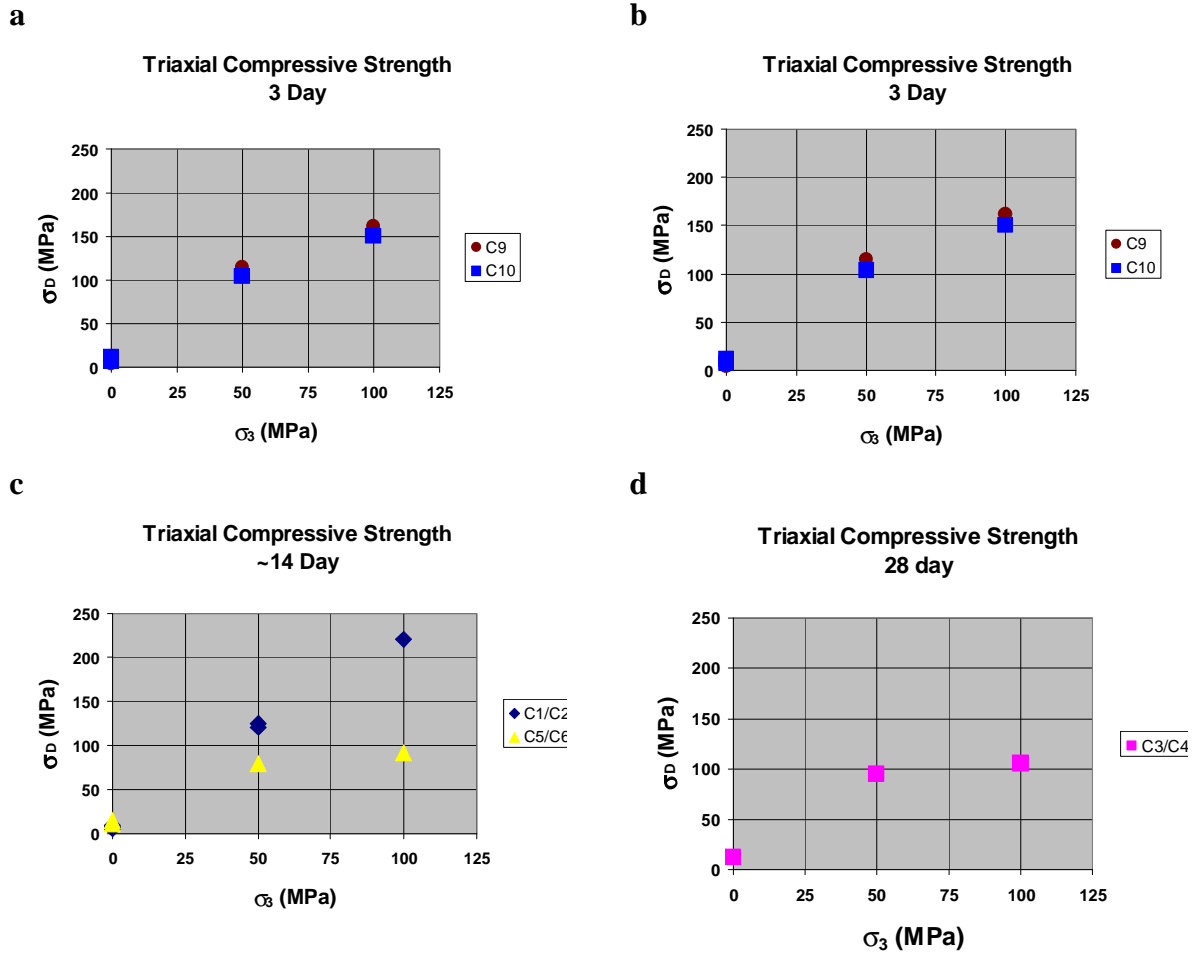 a
Triaxial Compressive Strength
3 Day
250
200
150
100
50
0
0 25 50 75 100 125
σD (MPa)
σ3 (MPa)
C9
C10
b
Triaxial Compressive Strength
3 Day
250
200
150
100
50
0
0 25 50 75 100 125
σD (MPa)
σ3 (MPa)
C9
C10
c
Triaxial Compressive Strength
~14 Day
250
200
150
100
50
0
0 25 50 75 100 125
σD (MPa)
σ3 (MPa)
C1/C2
C5/C6
d
Triaxial Compressive Strength
28 day
250
200
150
100
50
0
0 25 50 75 100 125
σD (MPa)
σ3 (MPa)
C3/C4